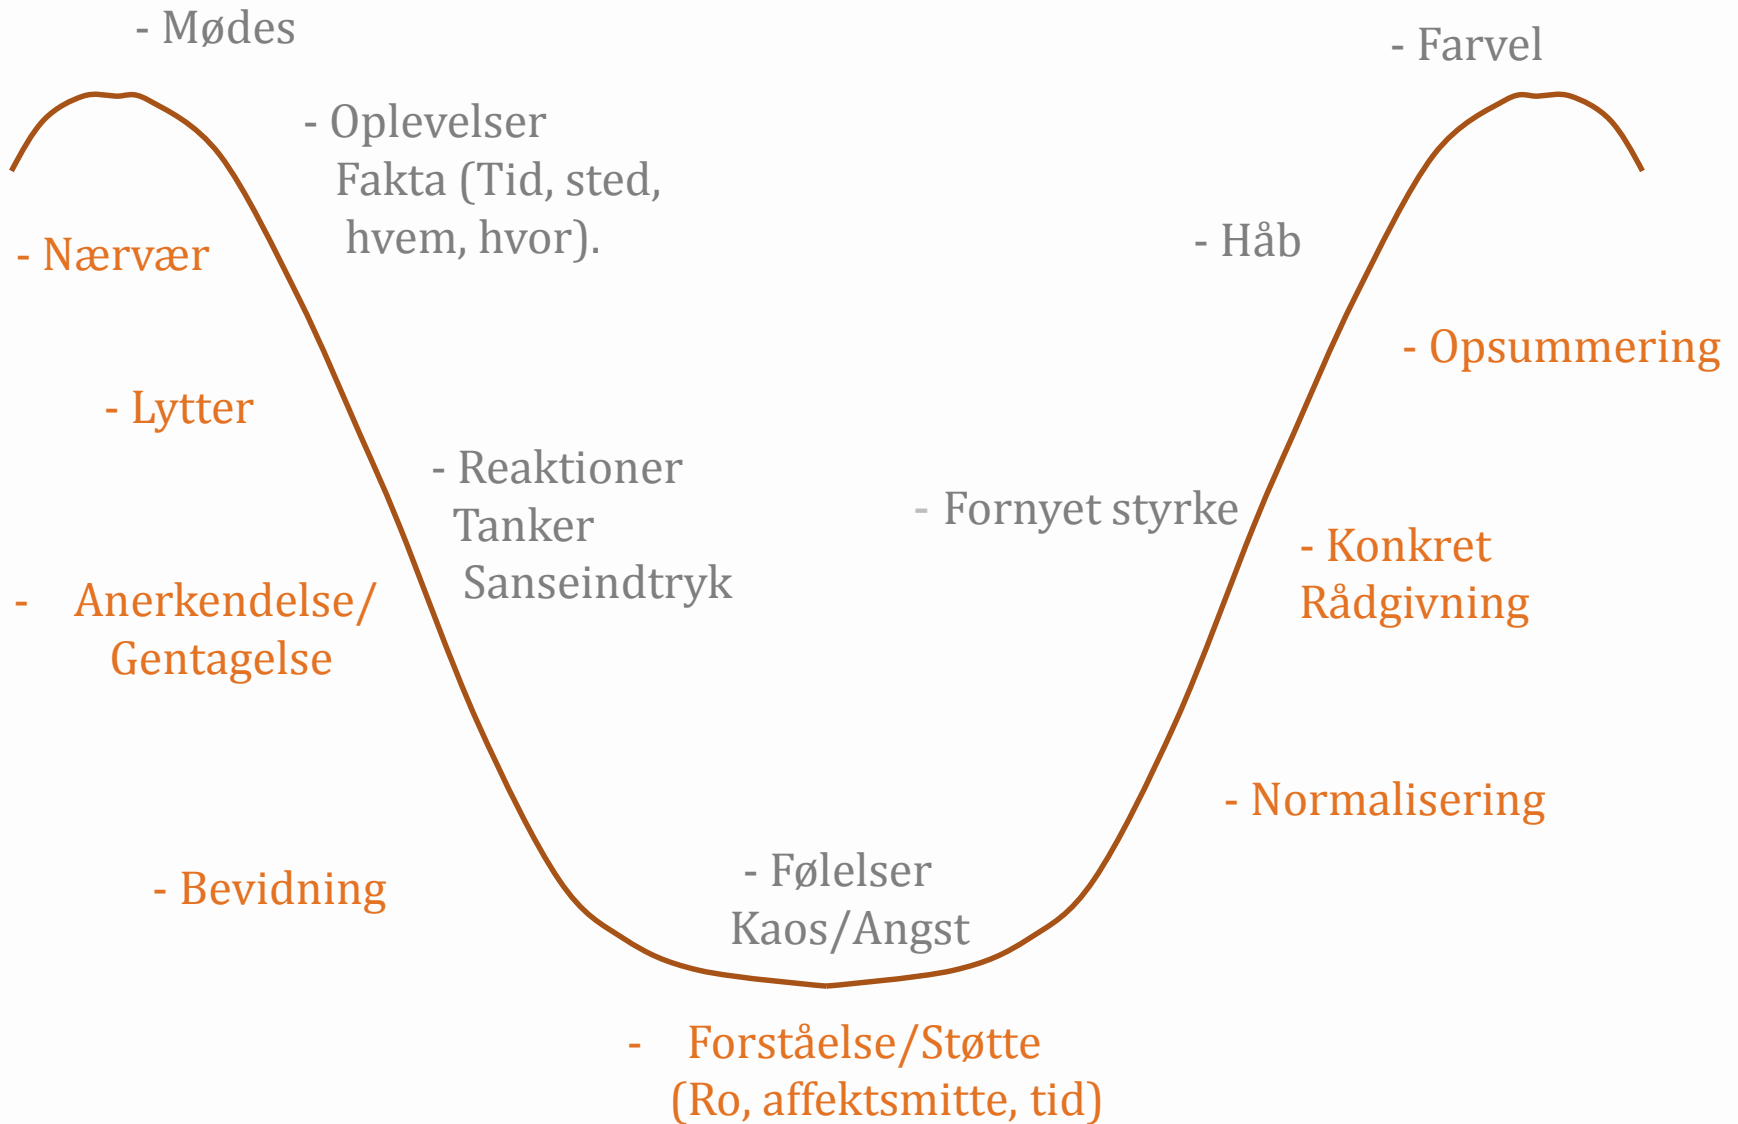 - Mødes
- Farvel
- Oplevelser
Fakta (Tid, sted,
hvem, hvor).
- Nærvær
- Håb
- Opsummering
- Lytter
- Reaktioner
Tanker
Sanseindtryk
- Fornyet styrke
- Konkret
Rådgivning
- Anerkendelse/
Gentagelse
- Normalisering
- Bevidning
- Følelser
Kaos/Angst
- Forståelse/Støtte
(Ro, affektsmitte, tid)